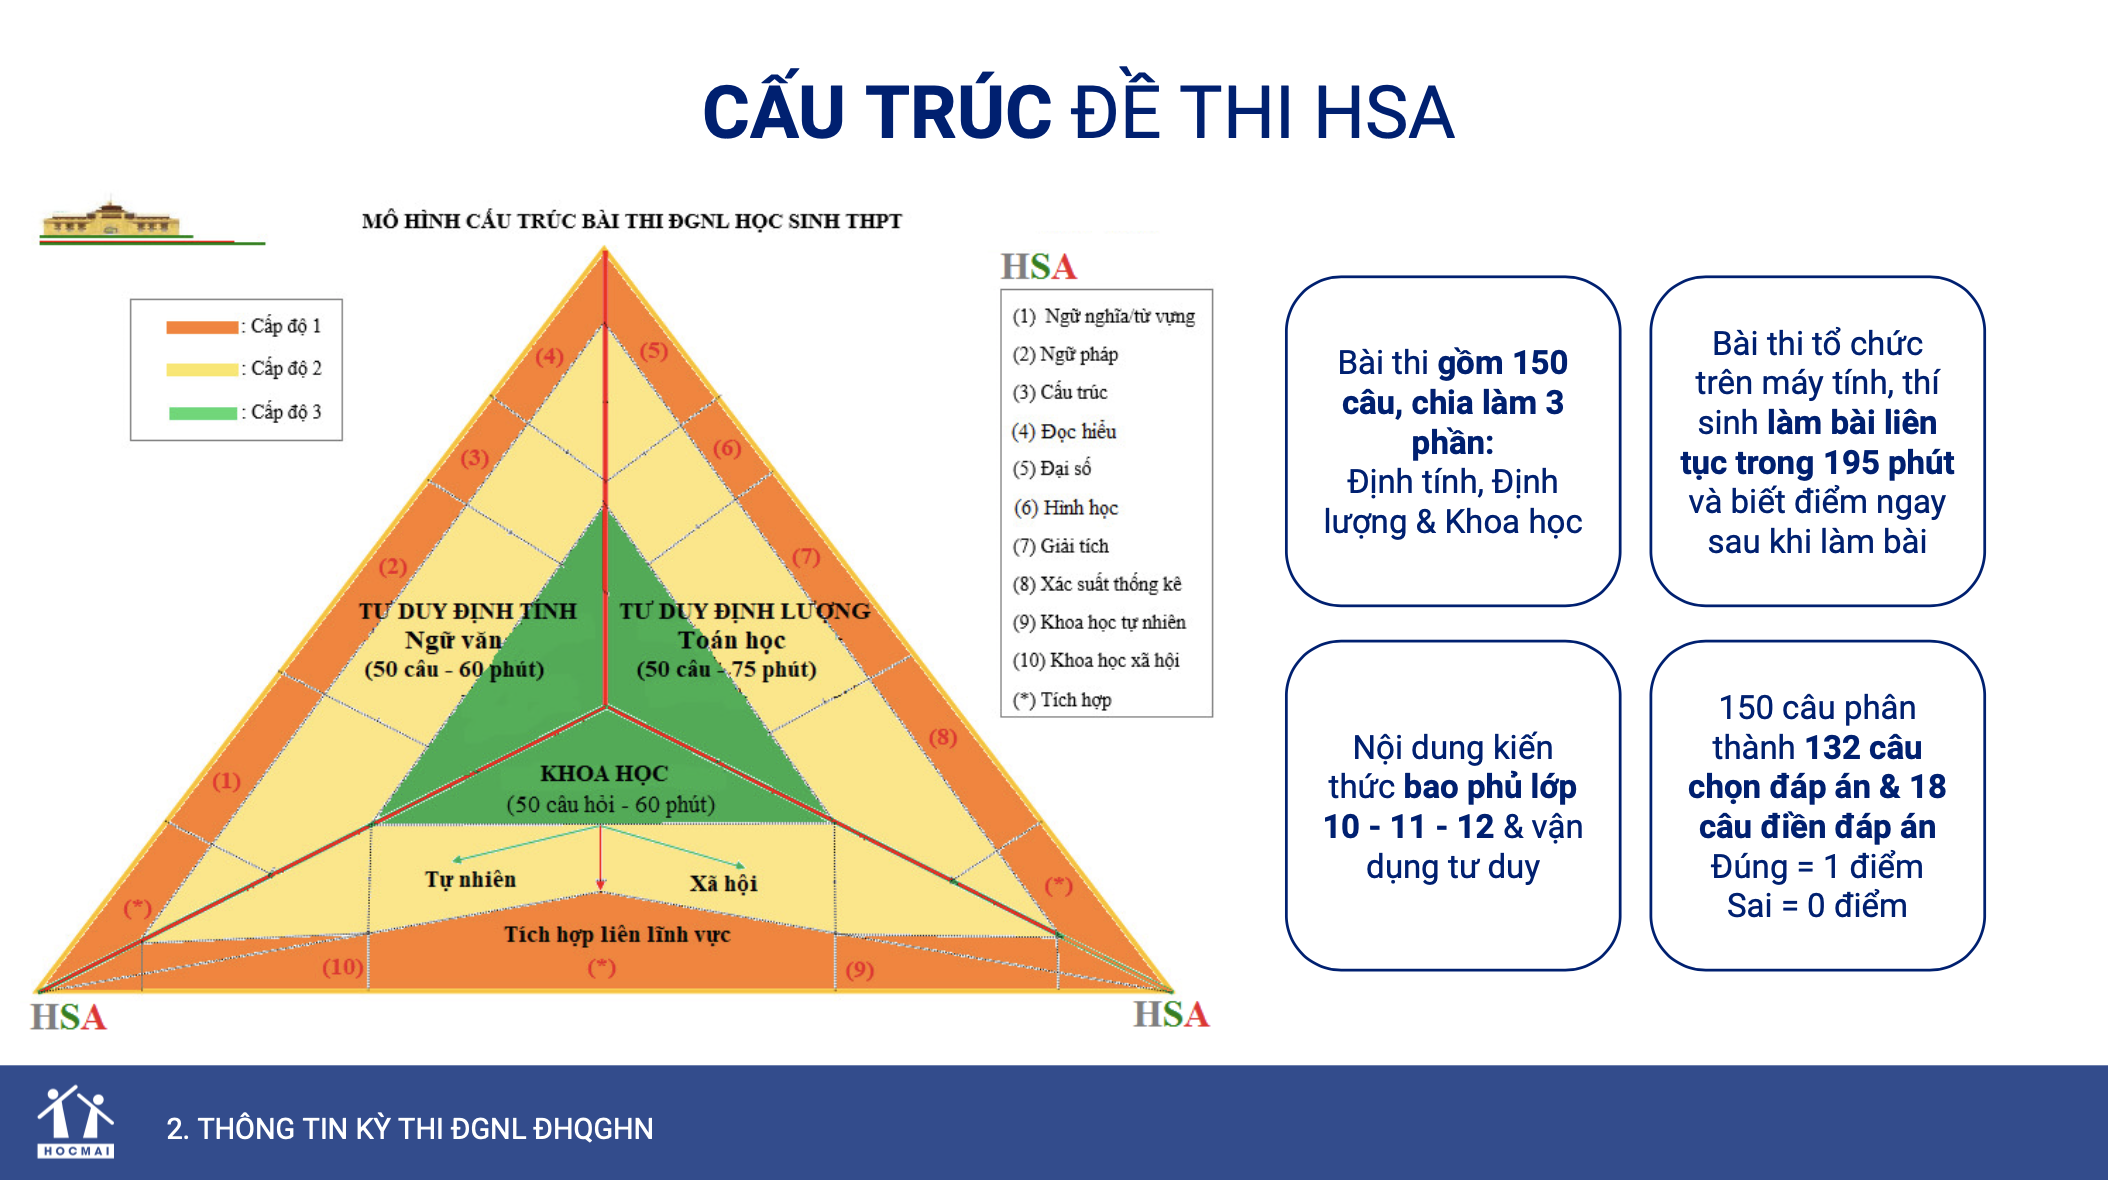 CẤU TRÚC ĐỀ THI HSA
MÔ HÌNH CẤU TRÚC BÀI THI ĐGNL HỌC SINH THPT
: Cấp độ 1
: Cấp độ 2
: Cấp độ 3
HSA
(1) Ngữ nghĩa/từ vựng
(2) Ngữ pháp
(3) Cấu trúc
(4) Đọc hiểu
(5) Đại số
(6) Hình học
(7) Giải tích
(8) Xác suất thống kê
(9) Khoa học tự nhiên
(10) Khoa học xã hội
(*) Tích hợp
(4)
(5)
(3)
(6)
(2)
(7)
TƯ DUY ĐỊNH TÍNH
Ngữ văn
(50 câu - 60 phút)
TƯ DUY ĐỊNH LƯỢNG
Toán học
(50 câu - 75 phút)
(1)
(8)
KHOA HỌC
(50 câu hỏi - 60 phút)
Tự nhiên
Xã hội
(*)
(*)
Tích hợp liên lĩnh vực
(10)
(*)
(9)
HSA
HSA
Bài thi gồm 150
câu, chia làm 3
phần:
Định tính, Định
lượng & Khoa học
Bài thi tổ chức
trên máy tính, thí
sinh làm bài liên
tục trong 195 phút
và biết điểm ngay
sau khi làm bài
Nội dung kiến
thức bao phủ lớp
10 - 11 - 12 & vận
dụng tư duy
150 câu phân
thành 132 câu
chọn đáp án & 18
câu điền đáp án
Đúng = 1 điểm
Sai = 0 điểm
HOCMAI
2. THÔNG TIN KỲ THI ĐGNL ĐHQGHN